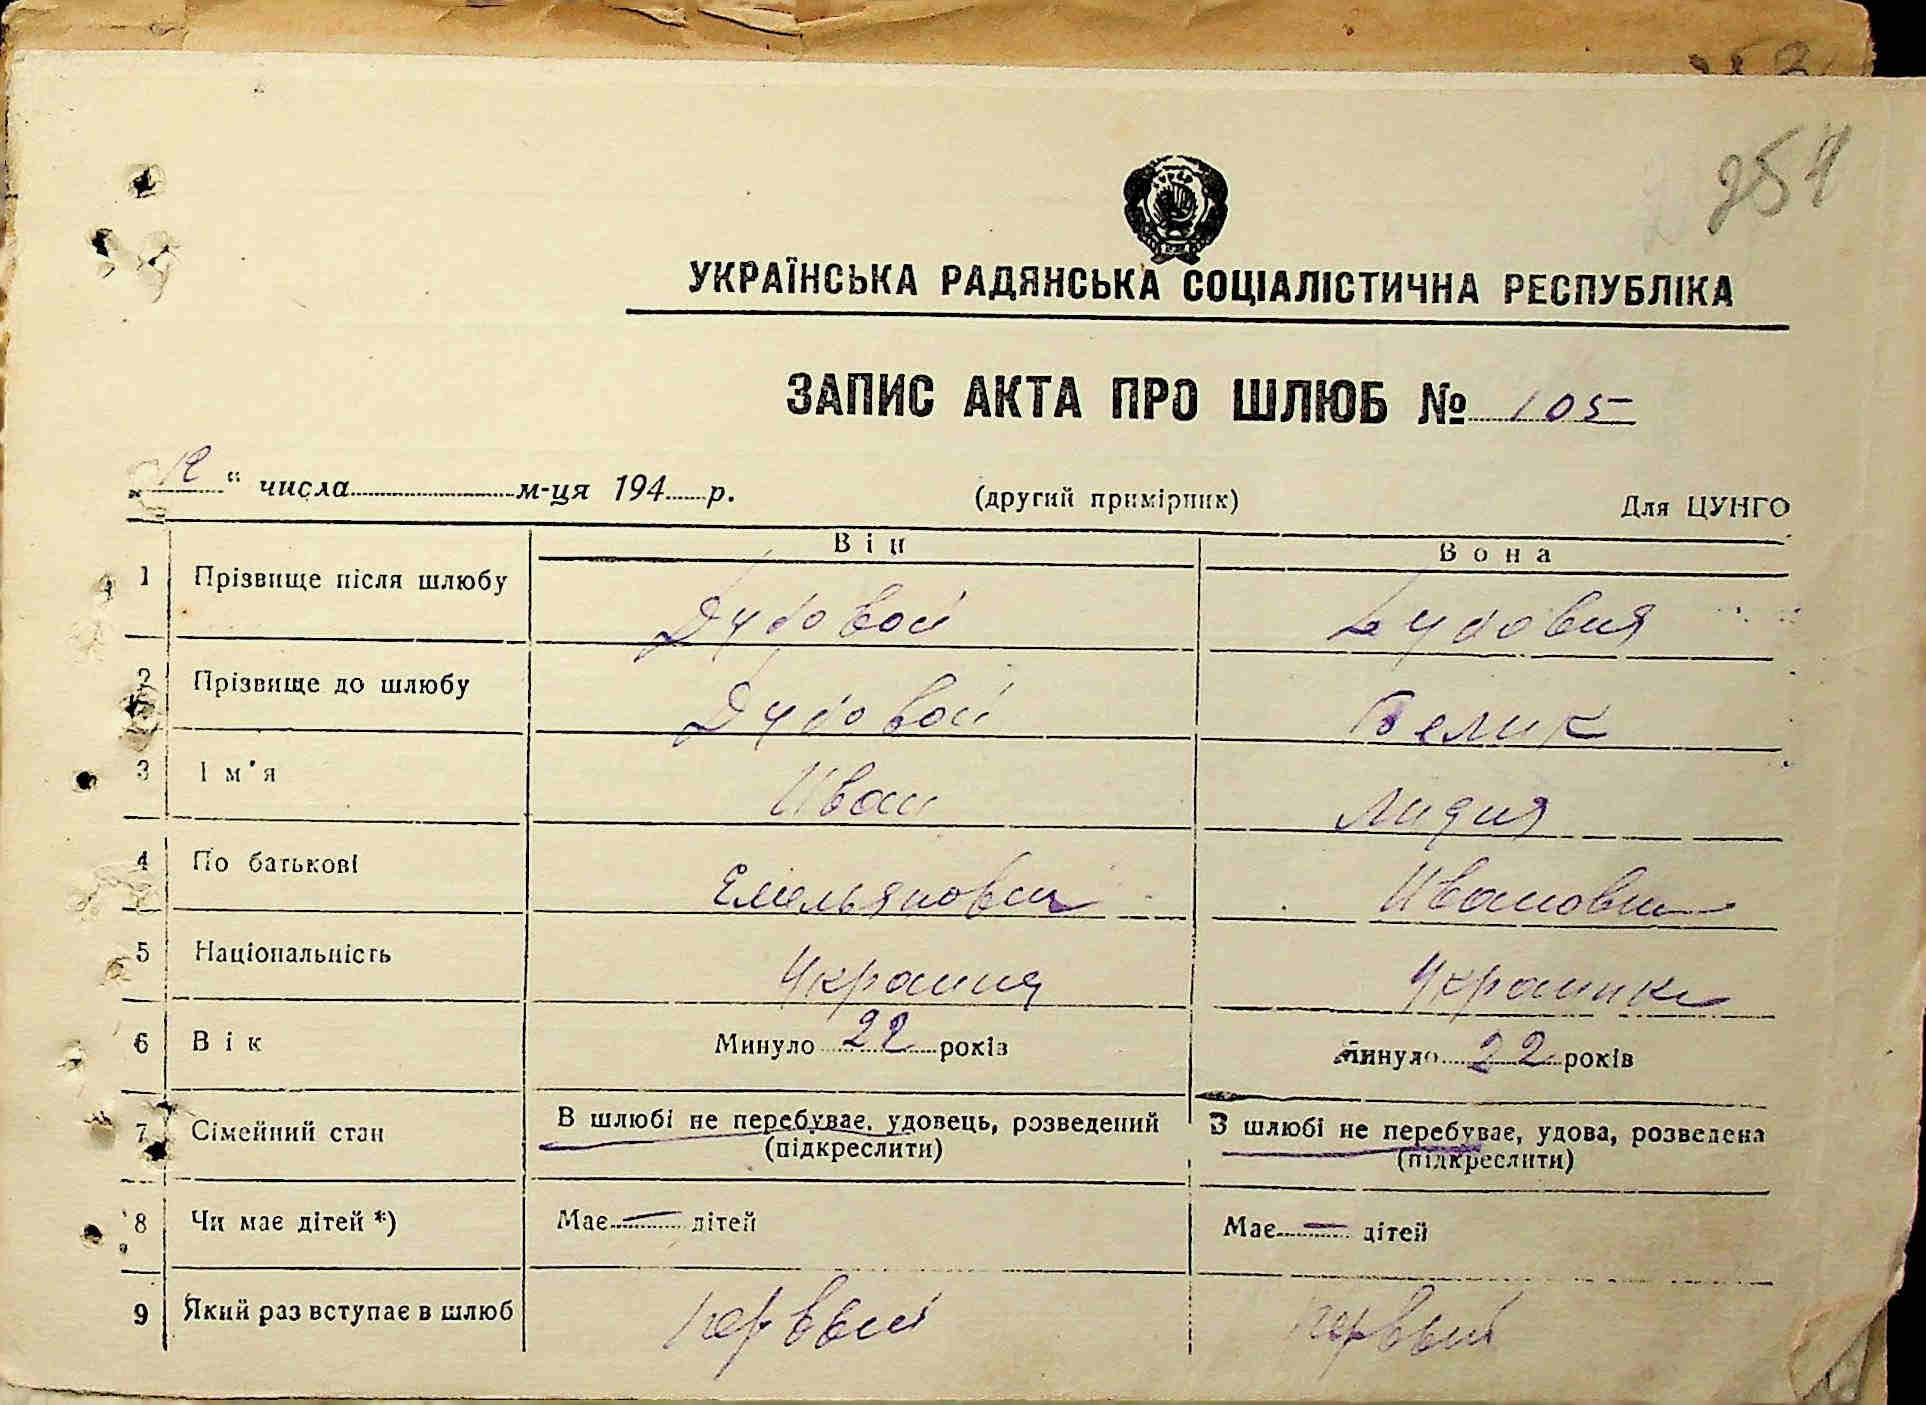 254
УКРАЇНСЬКА РАДЯНСЬКА СОЦІАЛІСТИЧНА РЕСПУБЛІКА
ЗАПИС АКТА ПРО ШЛЮБ № 105
„12“ числа м-ця 194 р. (другий примірник) Для ЦУНГО
Він Вона
1 Прізвище після шлюбу Дубовой Дубовая
2 Прізвище до шлюбу Дубовой Белик
3 Ім'я Иван Лидия
4 По батькові Емельянович Ивановна
5 Національність Украинец Украинка
6 Вік Минуло 22 років Минуло 22 років
7 Сімейний стан В шлюбі не перебуває, удовець, розведений В шлюбі не перебуває, удова, розведена
(підкреслити) (підкреслити)
8 Чи має дітей *) Має — дітей Має — дітей
9 Який раз вступає в шлюб первый первый